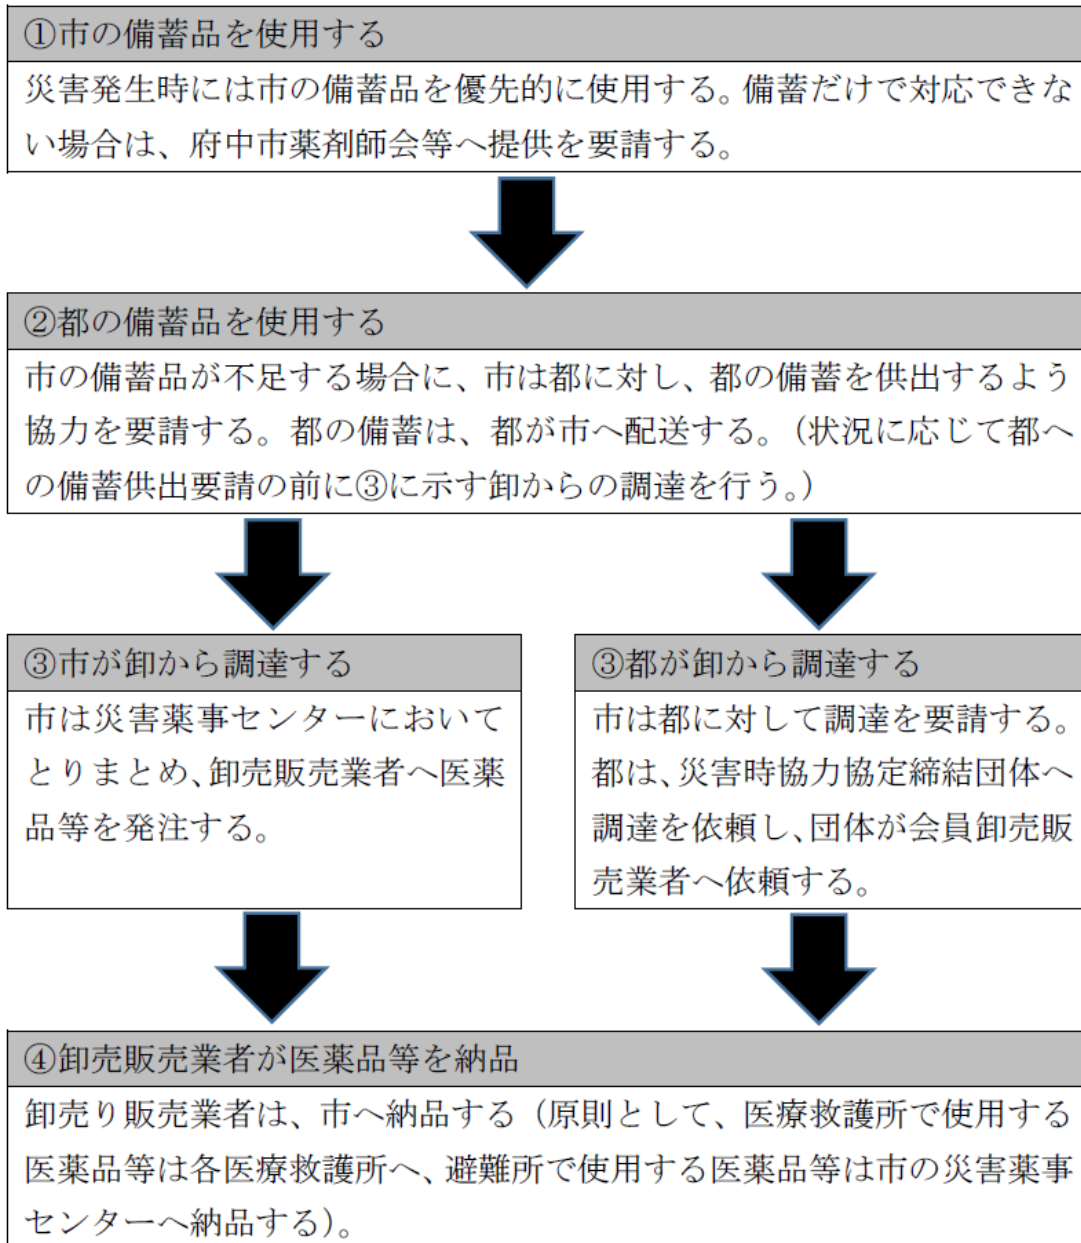 ①市の備蓄品を使用する
災害発生時には市の備蓄品を優先的に使用する。備蓄だけで対応できな
い場合は、府中市薬剤師会等へ提供を要請する。
②都の備蓄品を使用する
市の備蓄品が不足する場合に、市は都に対し、都の備蓄を供出するよう
協力を要請する。都の備蓄は、都が市へ配送する。（状況に応じて都へ
の備蓄供出要請の前に③に示す卸からの調達を行う。）
③市が卸から調達する
市は災害薬事センターにおいて
とりまとめ、卸売販売業者へ医薬
品等を発注する。
③都が卸から調達する
市は都に対して調達を要請する。
都は、災害時協力協定締結団体へ
調達を依頼し、団体が会員卸売販
売業者へ依頼する。
④卸売販売業者が医薬品等を納品
卸売り販売業者は、市へ納品する（原則として、医療救護所で使用する
医薬品等は各医療救護所へ、避難所で使用する医薬品等は市の災害薬事
センターへ納品する）。